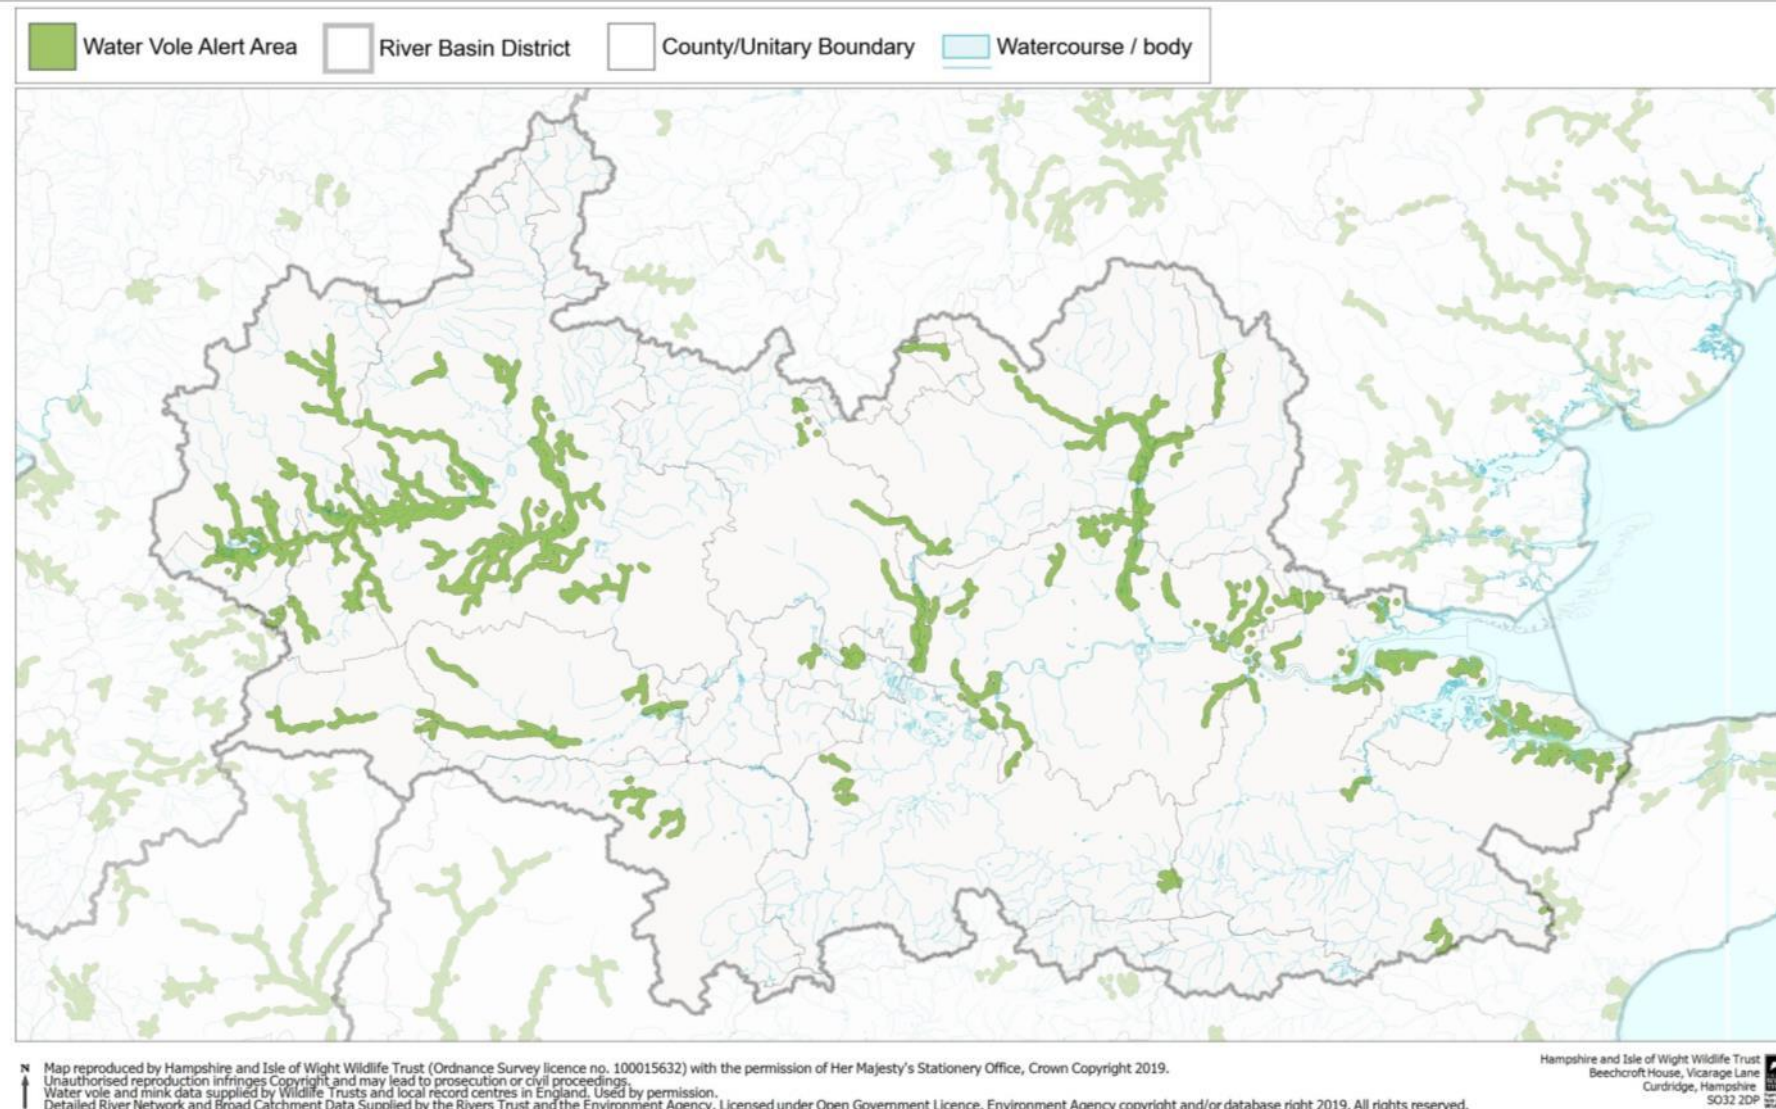 Water Vole Alert Area
River Basin District
County/Unitary Boundary
Watercourse / body
N
Map reproduced by Hampshire and Isle of Wight Wildlife Trust (Ordnance Survey licence no. 100015632) with the permission of Her Majesty's Stationery Office, Crown Copyright 2019.
Unauthorised reproduction infringes Copyright and may lead to prosecution or civil proceedings.
Water vole and mink data supplied by Wildlife Trusts and local record centres in England. Used by permission.
Detailed River Network and Broad Catchment Data Supplied by the Rivers Trust and the Environment Agency. Licensed under Open Government Licence. Environment Agency copyright and/or database right 2019. All rights reserved.
Hampshire and Isle of Wight Wildlife Trust
Beechcroft House, Vicarage Lane
Curdridge, Hampshire
SO32 2DP